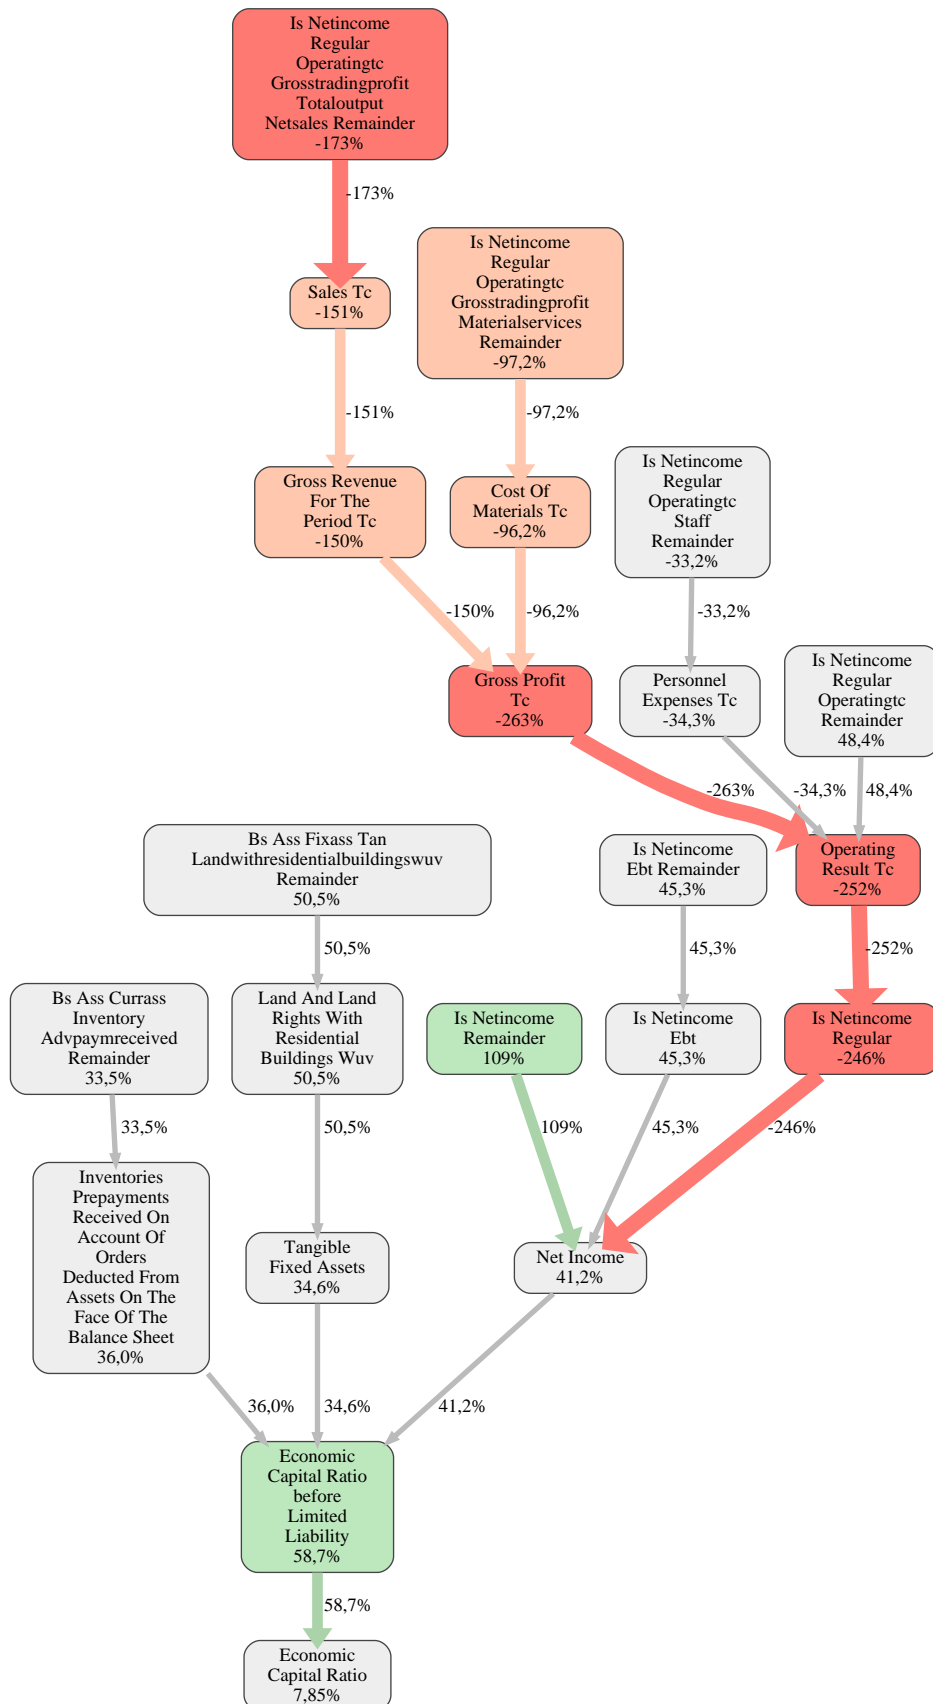 Is Netincome
Regular
Operatingtc
Grosstradingprofit
Totaloutput
Netsales Remainder
-173%
-173%
Sales Tc
-151%
Is Netincome
Regular
Operatingtc
Grosstradingprofit
Materialservices
Remainder
-97,2%
-151%
-97,2%
Gross Revenue
For The
Period Tc
-150%
Cost Of
Materials Tc
-96,2%
Is Netincome
Regular
Operatingtc
Staff
Remainder
-33,2%
-150%
-96,2%
-33,2%
Gross Profit
Tc
-263%
Personnel
Expenses Tc
-34,3%
Is Netincome
Regular
Operatingtc
Remainder
48,4%
-263%
-34,3%
48,4%
Bs Ass Fixass Tan
Landwithresidentialbuildingswuv
Remainder
50,5%
Is Netincome
Ebt Remainder
45,3%
Operating
Result Tc
-252%
50,5%
45,3%
-252%
Bs Ass Currass
Inventory
Advpaymreceived
Remainder
33,5%
Land And Land
Rights With
Residential
Buildings Wuv
50,5%
Is Netincome
Remainder
109%
Is Netincome
Ebt
45,3%
Is Netincome
Regular
-246%
33,5%
50,5%
109%
45,3%
-246%
Inventories
Prepayments
Received On
Account Of
Orders
Deducted From
Assets On The
Face Of The
Balance Sheet
36,0%
Tangible
Fixed Assets
34,6%
Net Income
41,2%
36,0%
34,6%
41,2%
Economic
Capital Ratio
before
Limited
Liability
58,7%
58,7%
Economic
Capital Ratio
7,85%